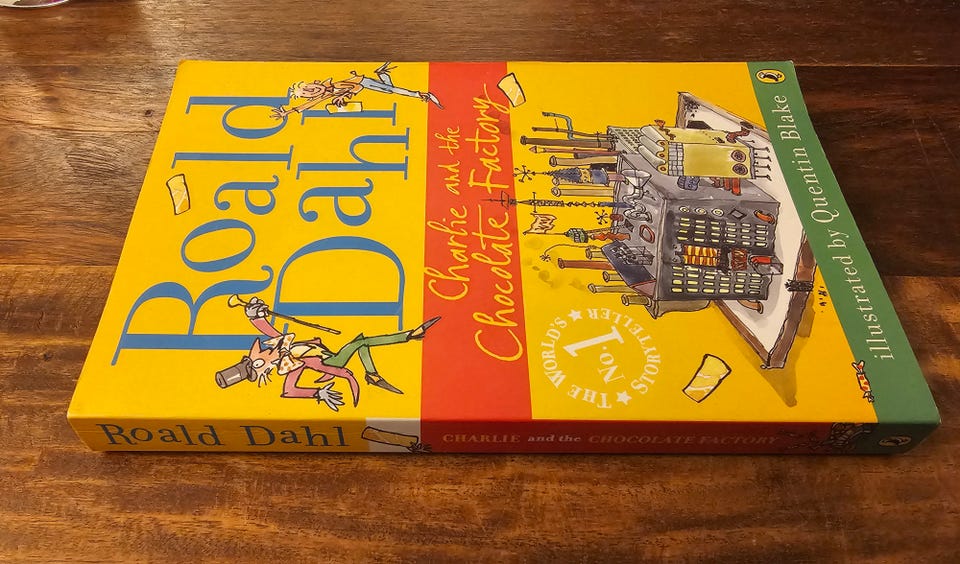 Roald
Dahl
Charlie and the
Chocolate Factory
THE WORLD'S
No. 1
STORYTELLER
illustrated by Quentin Blake
Roald Dahl
CHARLIE and the CHOCOLATE FACTORY